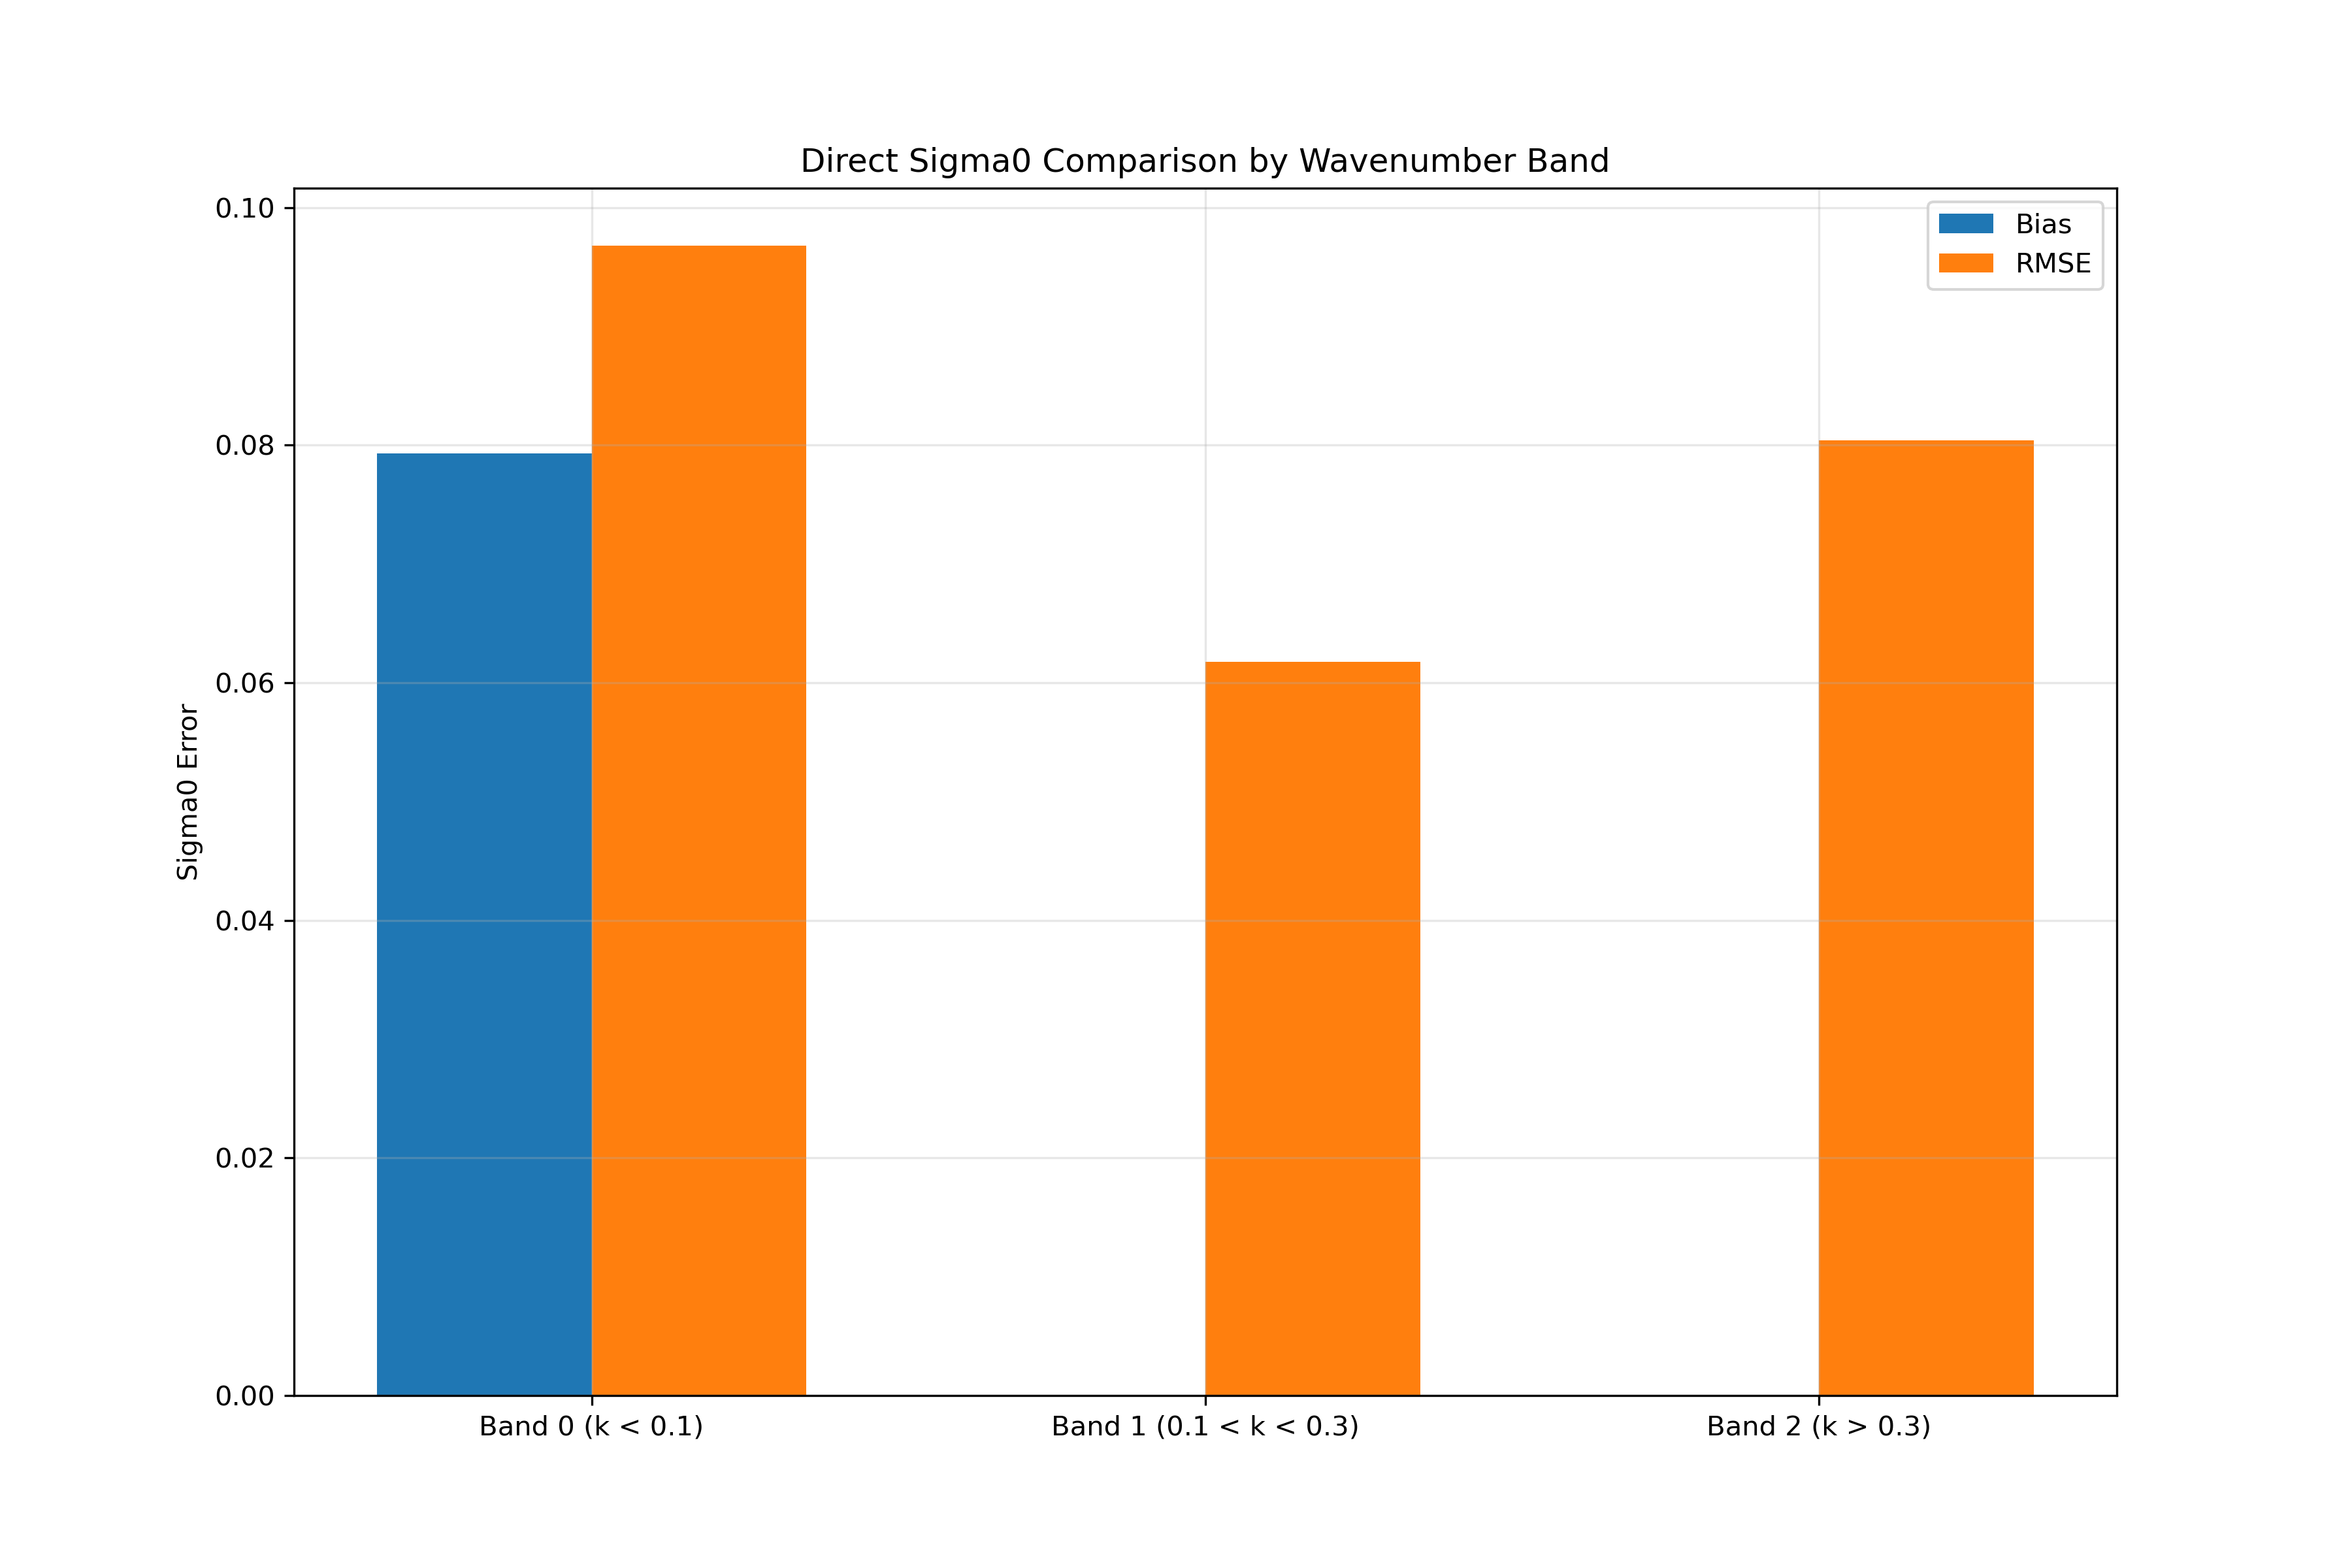 Direct Sigma0 Comparison by Wavenumber Band
Bias
RMSE
Sigma0 Error
0.10
0.08
0.06
0.04
0.02
0.00
Band 0 (k < 0.1)
Band 1 (0.1 < k < 0.3)
Band 2 (k > 0.3)